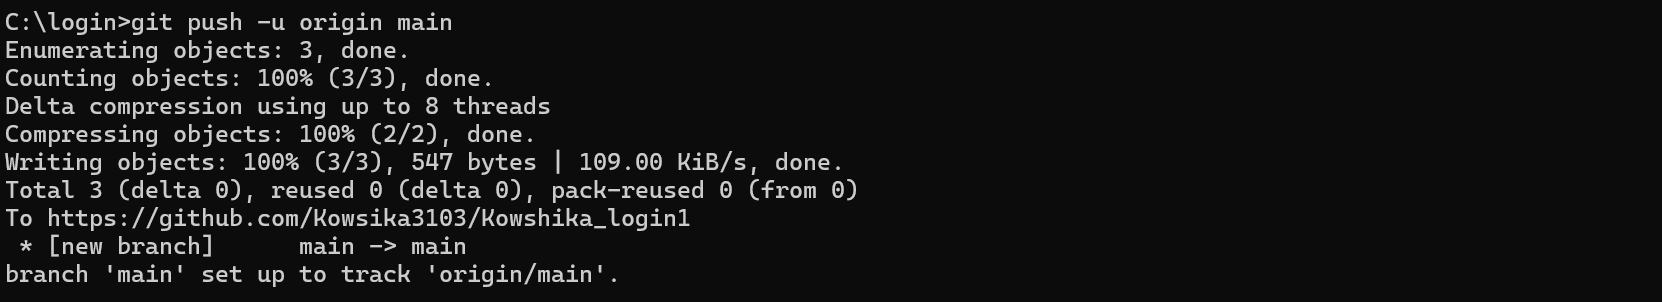 C:\login>git push -u origin main
Enumerating objects: 3, done.
Counting objects: 100% (3/3), done.
Delta compression using up to 8 threads
Compressing objects: 100% (2/2), done.
Writing objects: 100% (3/3), 547 bytes | 109.00 KiB/s, done.
Total 3 (delta 0), reused 0 (delta 0), pack-reused 0 (from 0)
To https://github.com/Kowsika3103/Kowshika_login1
 * [new branch]      main -> main
branch 'main' set up to track 'origin/main'.